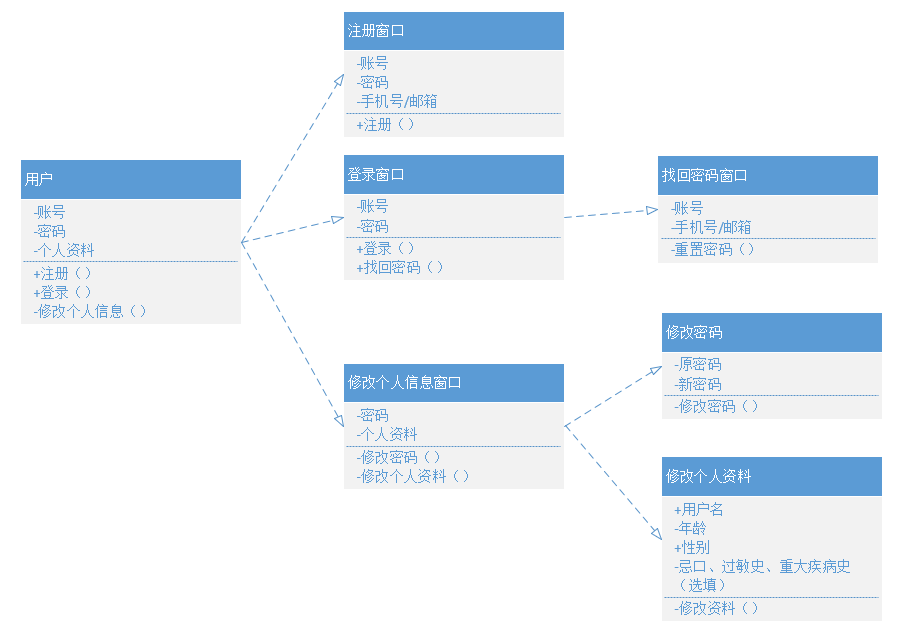 注册窗口
-账号
-密码
-手机号/邮箱
+注册（）
用户
-账号
-密码
-个人资料
+注册（）
+登录（）
-修改个人信息（）
登录窗口
-账号
-密码
+登录（）
+找回密码（）
找回密码窗口
-账号
-手机号/邮箱
-重置密码（）
修改个人信息窗口
-密码
-个人资料
-修改密码（）
-修改个人资料（）
修改密码
-原密码
-新密码
-修改密码（）
修改个人资料
+用户名
-年龄
+性别
-忌口、过敏史、重大疾病史
（选填）
-修改资料（）